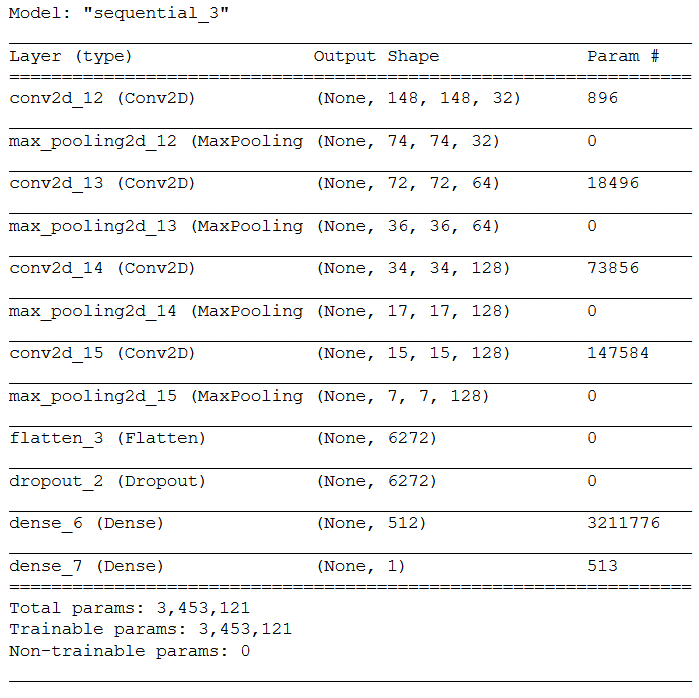 Model: "sequential_3"
Layer (type) Output Shape Param #
conv2d_12 (Conv2D) (None, 148, 148, 32) 896
max_pooling2d_12 (MaxPooling (None, 74, 74, 32) 0
conv2d_13 (Conv2D) (None, 72, 72, 64) 18496
max_pooling2d_13 (MaxPooling (None, 36, 36, 64) 0
conv2d_14 (Conv2D) (None, 34, 34, 128) 73856
max_pooling2d_14 (MaxPooling (None, 17, 17, 128) 0
conv2d_15 (Conv2D) (None, 15, 15, 128) 147584
max_pooling2d_15 (MaxPooling (None, 7, 7, 128) 0
flatten_3 (Flatten) (None, 6272) 0
dropout_2 (Dropout) (None, 6272) 0
dense_6 (Dense) (None, 512) 3211776
dense_7 (Dense) (None, 1) 513
Total params: 3,453,121
Trainable params: 3,453,121
Non-trainable params: 0